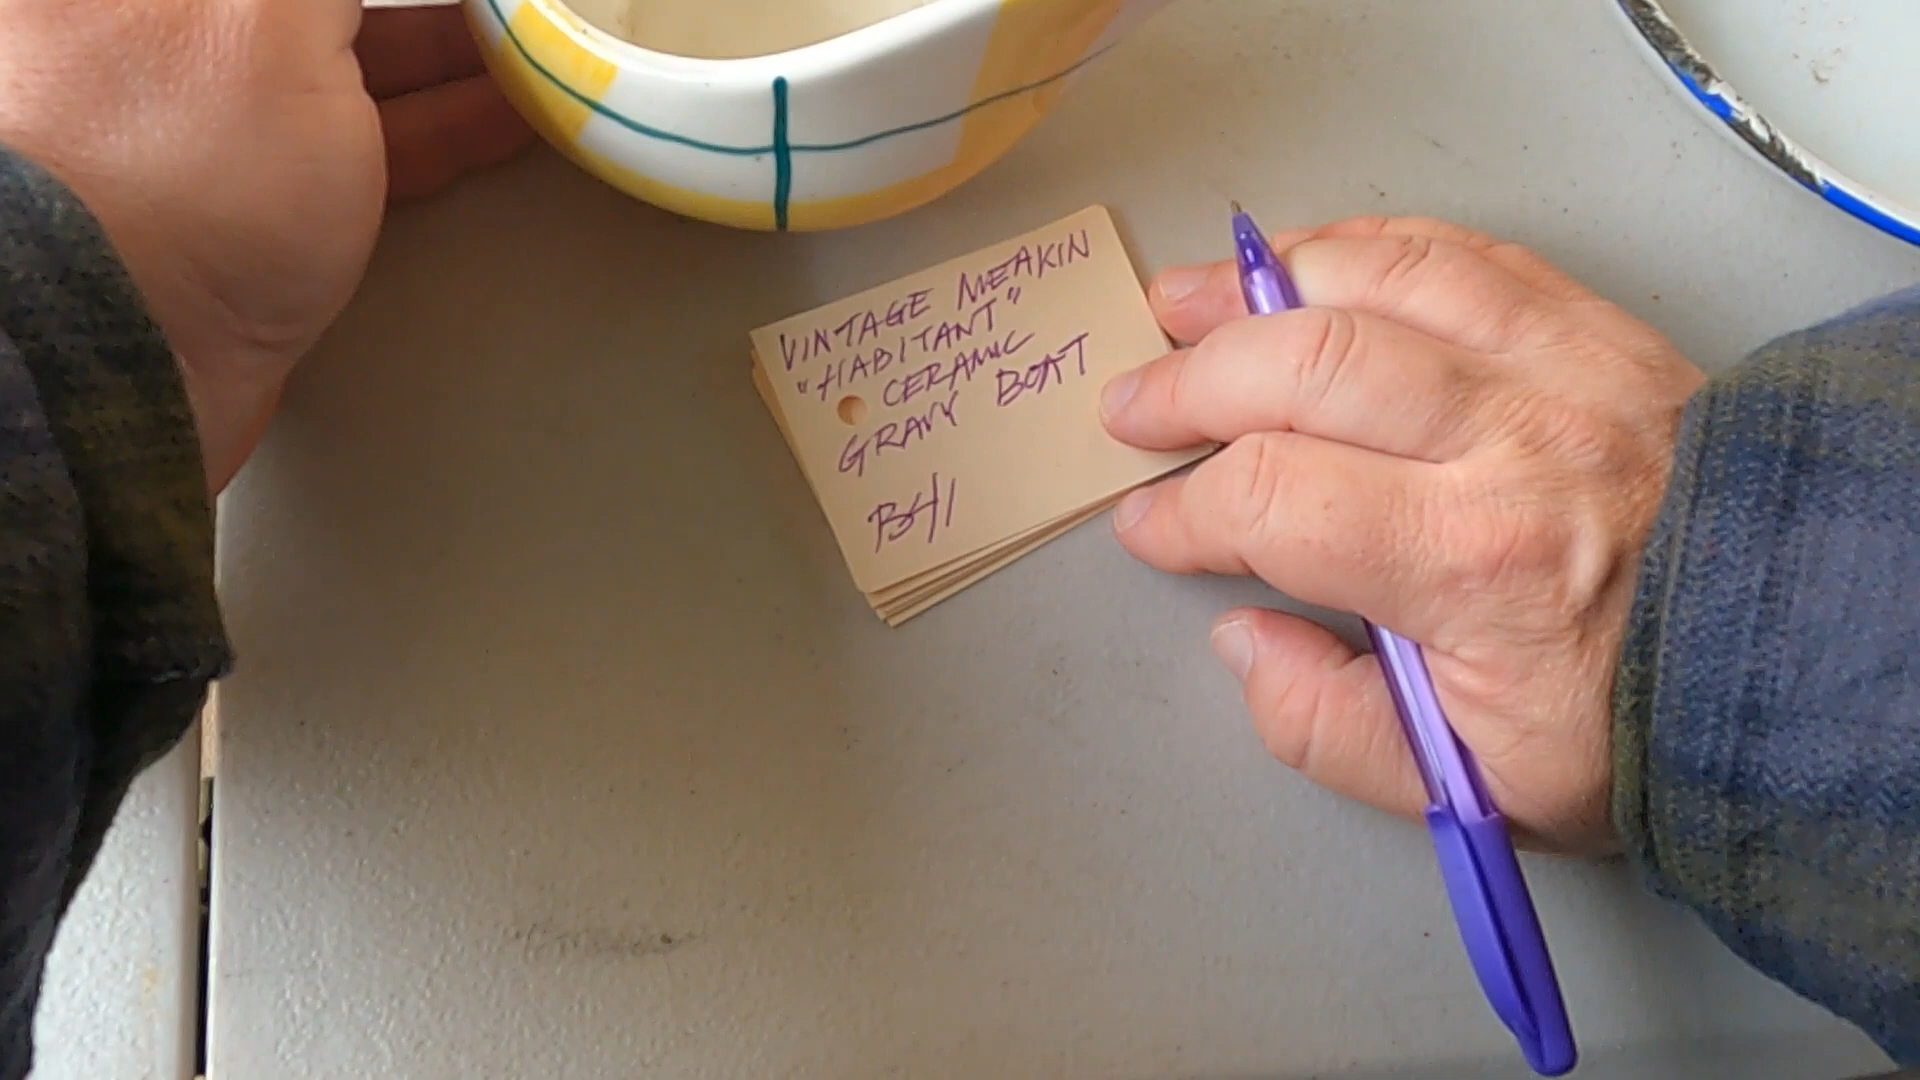 VINTAGE MEAKIN
"HABITANT"
CERAMIC
GRAVY BOAT
B41